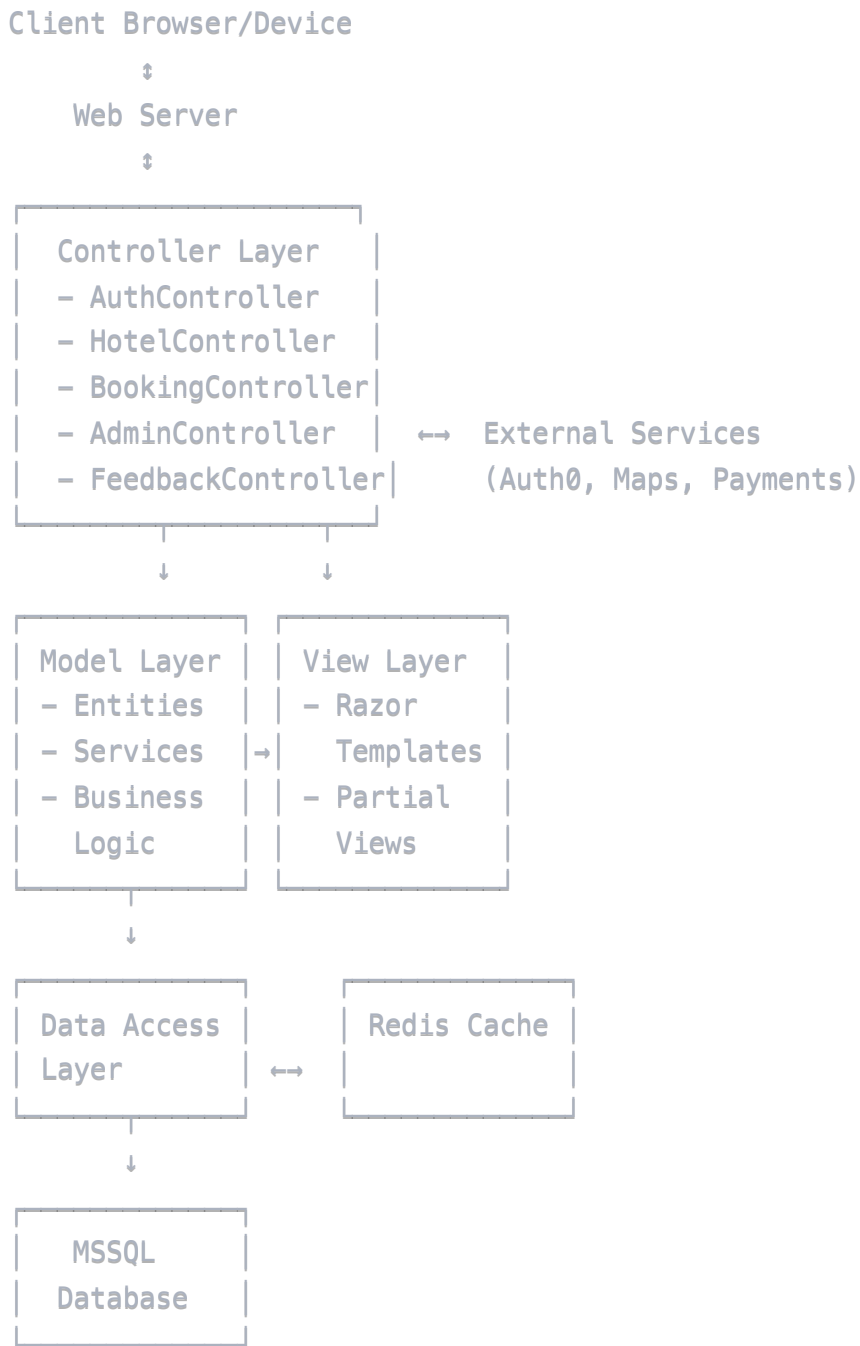 Client Browser/Device
↕
Web Server
↕
Controller Layer
- AuthController
- HotelController
- BookingController
- AdminController ←→ External Services
- FeedbackController (Auth0, Maps, Payments)
↓ ↓
Model Layer View Layer
- Entities - Razor
- Services → Templates
- Business - Partial
Logic Views
↓
Data Access Redis Cache
Layer ←→
↓
MSSQL
Database